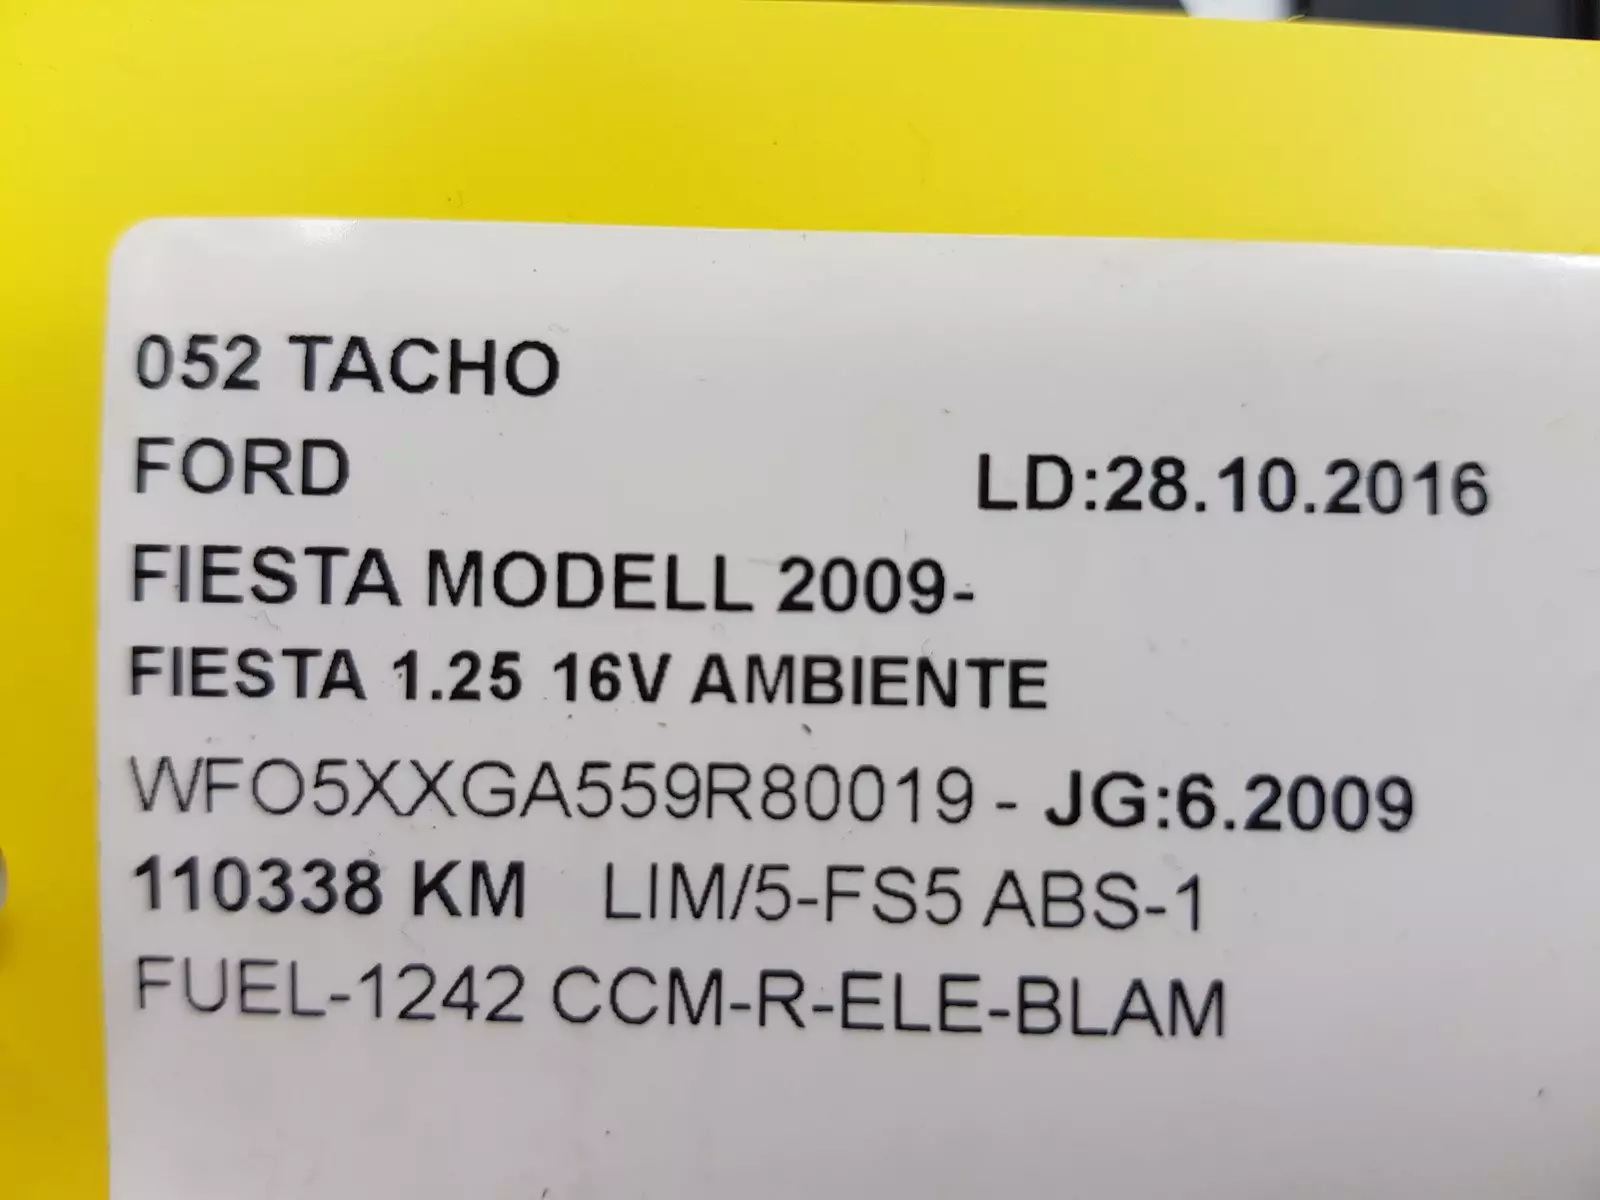 052 TACHO
FORD LD:28.10.2016
FIESTA MODELL 2009-
FIESTA 1.25 16V AMBIENTE
WFO5XXGA559R80019 - JG:6.2009
110338 KM LIM/5-FS5 ABS-1
FUEL-1242 CCM-R-ELE-BLAM